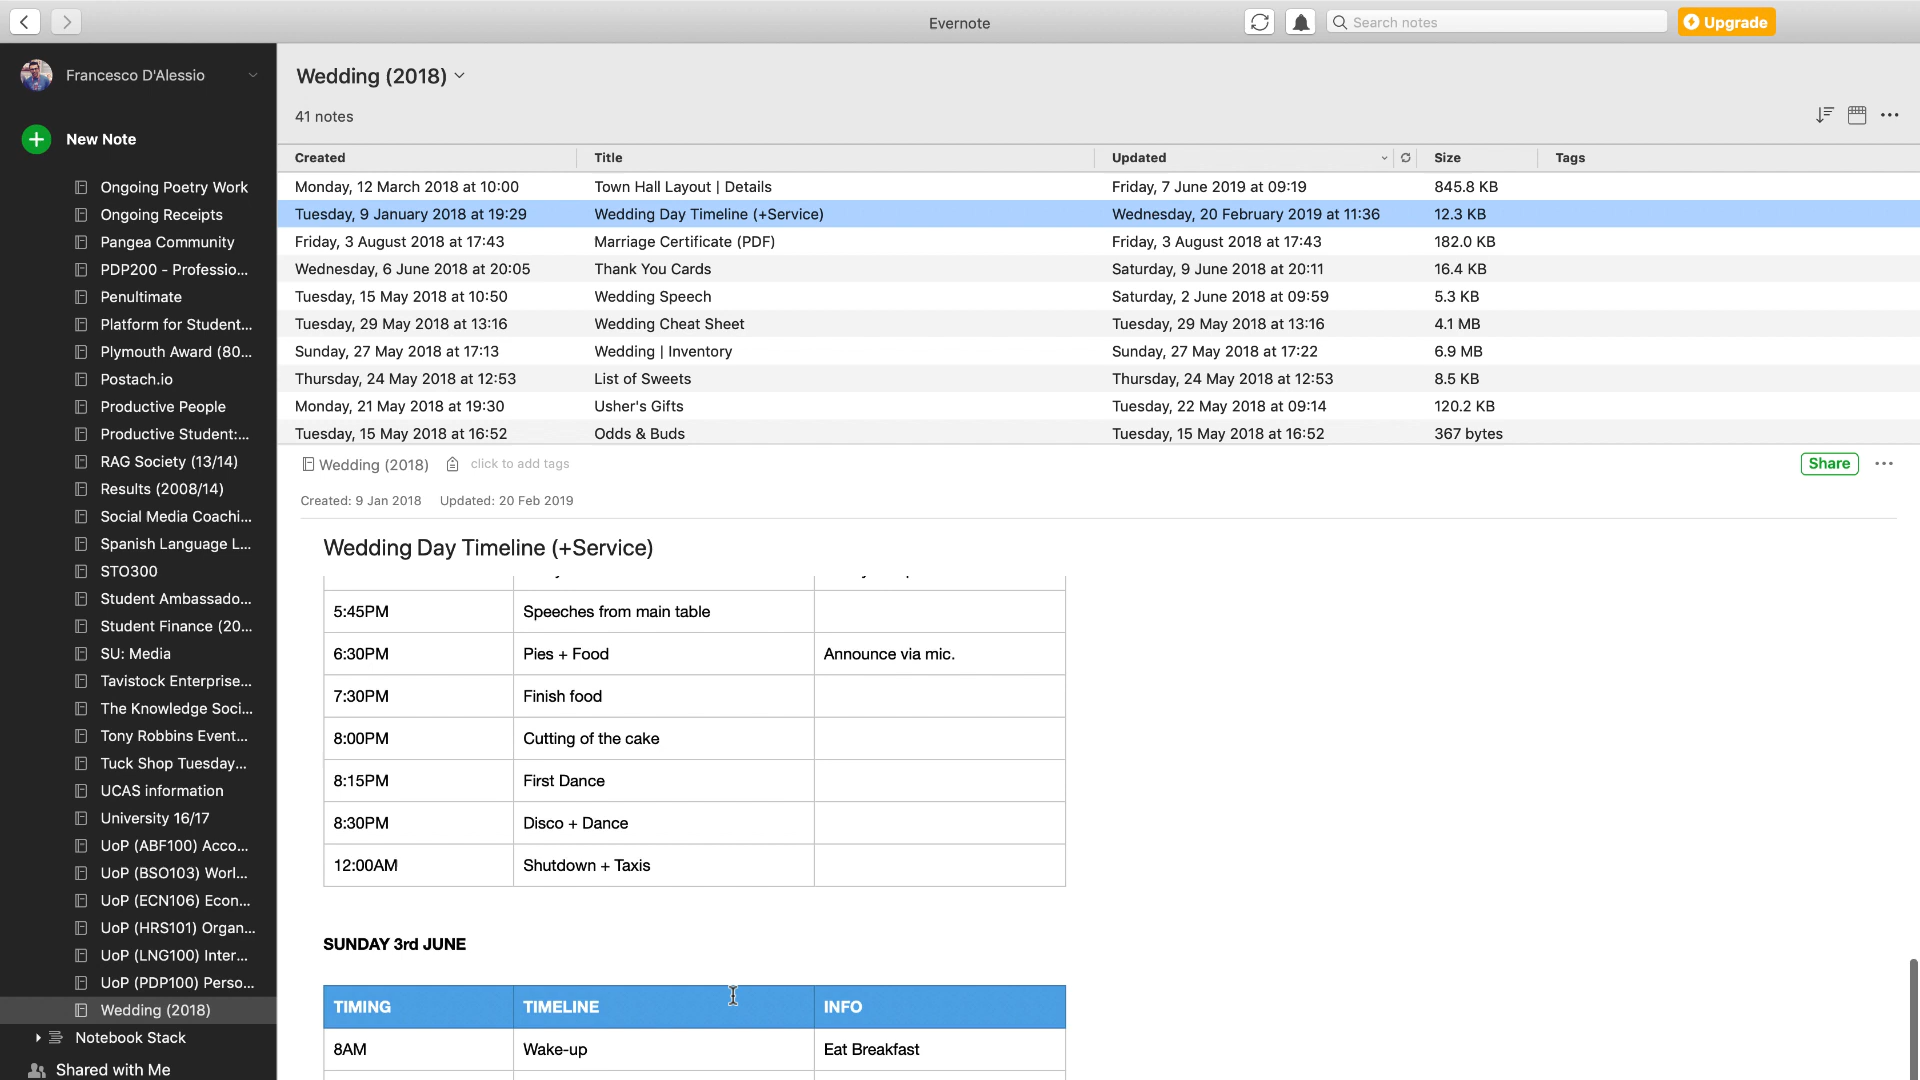 Evernote
Search notes
Upgrade
Francesco D'Alessio
New Note
Ongoing Poetry Work
Ongoing Receipts
Pangea Community
PDP200 - Professio...
Penultimate
Platform for Student...
Plymouth Award (80...
Postach.io
Productive People
Productive Student:...
RAG Society (13/14)
Results (2008/14)
Social Media Coachi...
Spanish Language L...
STO300
Student Ambassado...
Student Finance (20...
SU: Media
Tavistock Enterprise...
The Knowledge Soci...
Tony Robbins Event...
Tuck Shop Tuesday...
UCAS information
University 16/17
UoP (ABF100) Acco...
UoP (BSO103) Worl...
UoP (ECN106) Econ...
UoP (HRS101) Organ...
UoP (LNG100) Inter...
UoP (PDP100) Perso...
Wedding (2018)
Notebook Stack
Shared with Me
Wedding (2018)
41 notes
Created Title Updated Size Tags
Monday, 12 March 2018 at 10:00 Town Hall Layout | Details Friday, 7 June 2019 at 09:19 845.8 KB
Tuesday, 9 January 2018 at 19:29 Wedding Day Timeline (+Service) Wednesday, 20 February 2019 at 11:36 12.3 KB
Friday, 3 August 2018 at 17:43 Marriage Certificate (PDF) Friday, 3 August 2018 at 17:43 182.0 KB
Wednesday, 6 June 2018 at 20:05 Thank You Cards Saturday, 9 June 2018 at 20:11 16.4 KB
Tuesday, 15 May 2018 at 10:50 Wedding Speech Saturday, 2 June 2018 at 09:59 5.3 KB
Tuesday, 29 May 2018 at 13:16 Wedding Cheat Sheet Tuesday, 29 May 2018 at 13:16 4.1 MB
Sunday, 27 May 2018 at 17:13 Wedding | Inventory Sunday, 27 May 2018 at 17:22 6.9 MB
Thursday, 24 May 2018 at 12:53 List of Sweets Thursday, 24 May 2018 at 12:53 8.5 KB
Monday, 21 May 2018 at 19:30 Usher's Gifts Tuesday, 22 May 2018 at 09:14 120.2 KB
Tuesday, 15 May 2018 at 16:52 Odds & Buds Tuesday, 15 May 2018 at 16:52 367 bytes
Wedding (2018) click to add tags Share
Created: 9 Jan 2018 Updated: 20 Feb 2019
Wedding Day Timeline (+Service)
5:45PM Speeches from main table
6:30PM Pies + Food Announce via mic.
7:30PM Finish food
8:00PM Cutting of the cake
8:15PM First Dance
8:30PM Disco + Dance
12:00AM Shutdown + Taxis
SUNDAY 3rd JUNE
TIMING TIMELINE INFO
8AM Wake-up Eat Breakfast